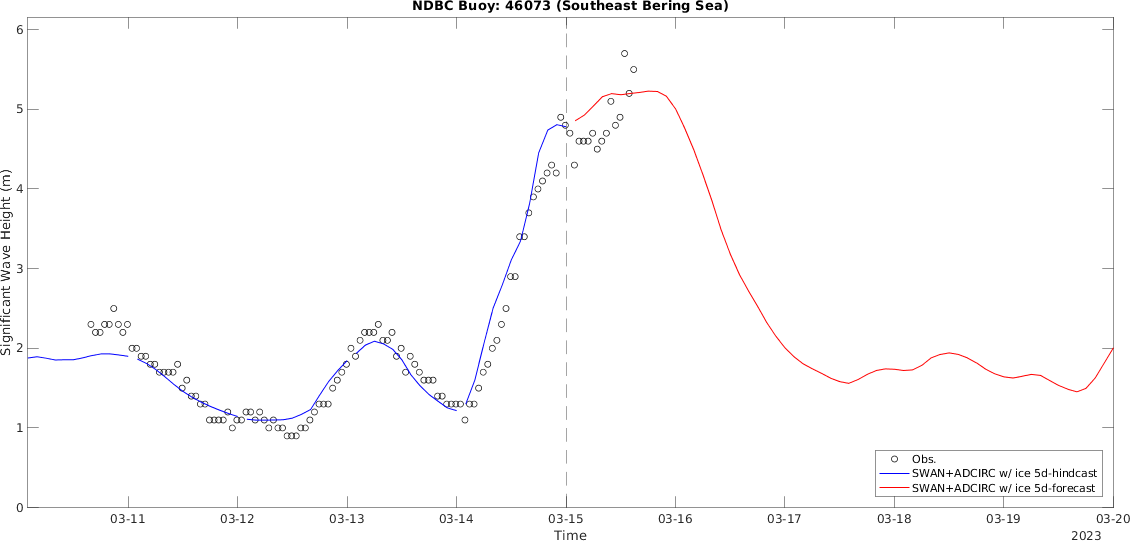 NDBC Buoy: 46073 (Southeast Bering Sea)
6
5
4
3
2
1
0
Significant Wave Height (m)
Obs.
SWAN+ADCIRC w/ ice 5d-hindcast
SWAN+ADCIRC w/ ice 5d-forecast
03-11 03-12 03-13 03-14 03-15 03-16 03-17 03-18 03-19 03-20
Time
2023